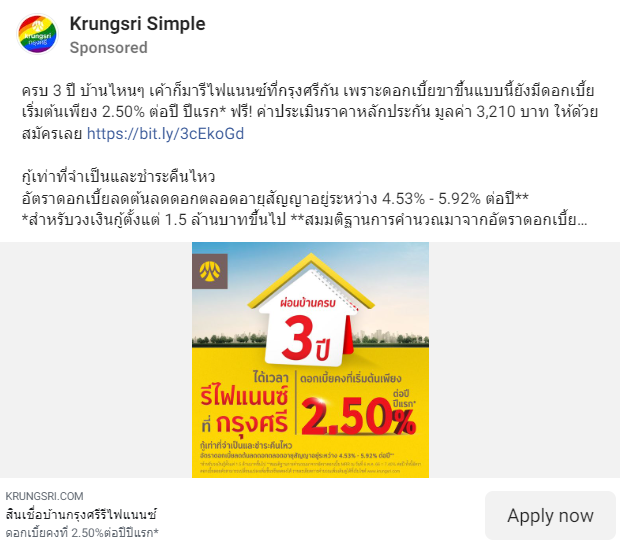 Krungsri Simple
Sponsored
krungsri
กรุงศรี
ครบ 3 ปี บ้านไหนๆ เค้าก็มารีไฟแนนซ์ที่กรุงศรีกัน เพราะดอกเบี้ยขาขึ้นแบบนี้ยังมีดอกเบี้ย
เริ่มต้นเพียง 2.50% ต่อปี ปีแรก* ฟรี! ค่าประเมินราคาหลักประกัน มูลค่า 3,210 บาท ให้ด้วย
สมัครเลย https://bit.ly/3cEkoGd
กู้เท่าที่จำเป็นและชำระคืนไหว
อัตราดอกเบี้ยลดต้นลดดอกตลอดอายุสัญญาอยู่ระหว่าง 4.53% - 5.92% ต่อปี**
*สำหรับวงเงินกู้ตั้งแต่ 1.5 ล้านบาทขึ้นไป **สมมติฐานการคำนวณมาจากอัตราดอกเบี้ย...
ผ่อนบ้านครบ
3 ปี
ได้เวลา
รีไฟแนนซ์
ที่ กรุงศรี
ดอกเบี้ยคงที่เริ่มต้นเพียง
2.50%
ต่อปี
ปีแรก*
กู้เท่าที่จำเป็นและชำระคืนไหว
อัตราดอกเบี้ยลดต้นลดดอกตลอดอายุสัญญาอยู่ระหว่าง 4.53% - 5.92% ต่อปี**
KRUNGSRI.COM
สินเชื่อบ้านกรุงศรีรีไฟแนนซ์
ดอกเบี้ยคงที่ 2.50%ต่อปีปีแรก*
Apply now